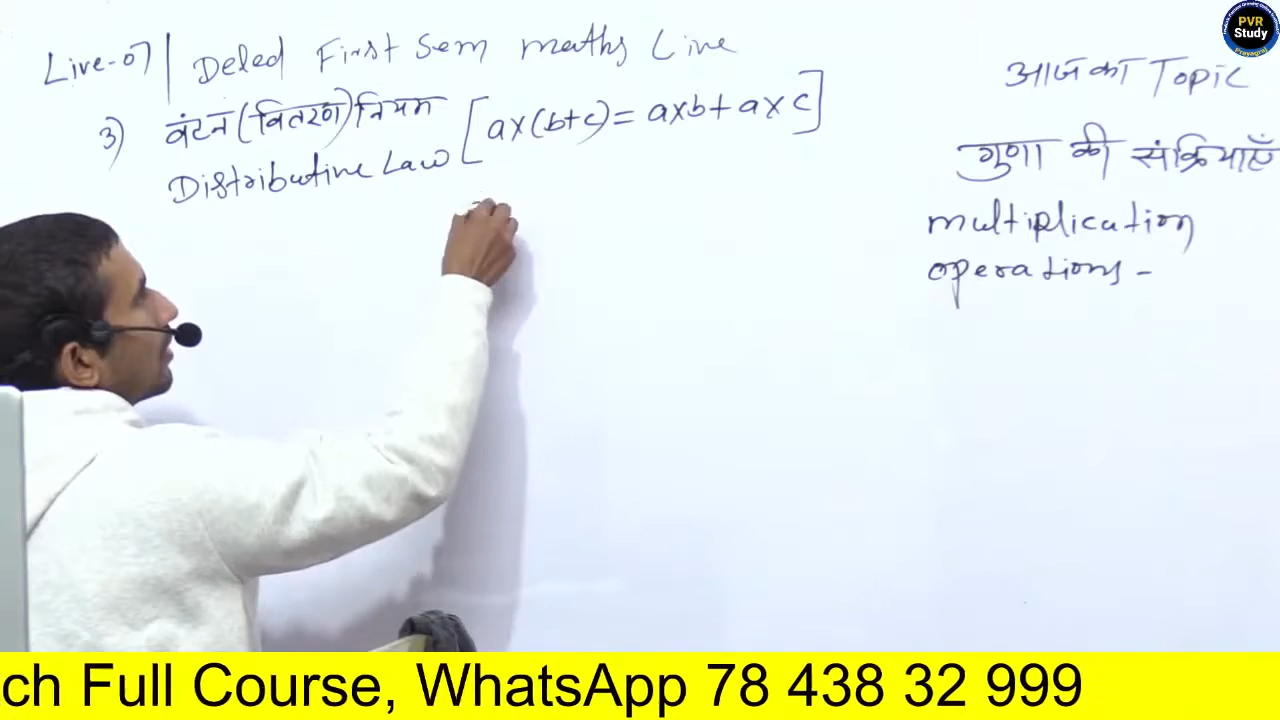 Live-07 | Deled First Sem maths Live
3) वंटन (वितरण) नियम [a×(b+c) = a×b + a×c]
Distributive Law
आज का Topic
गुणा की संक्रियाएँ
multiplication
operations -
PVR
Study
Prayagraj
ch Full Course, WhatsApp 78 438 32 999